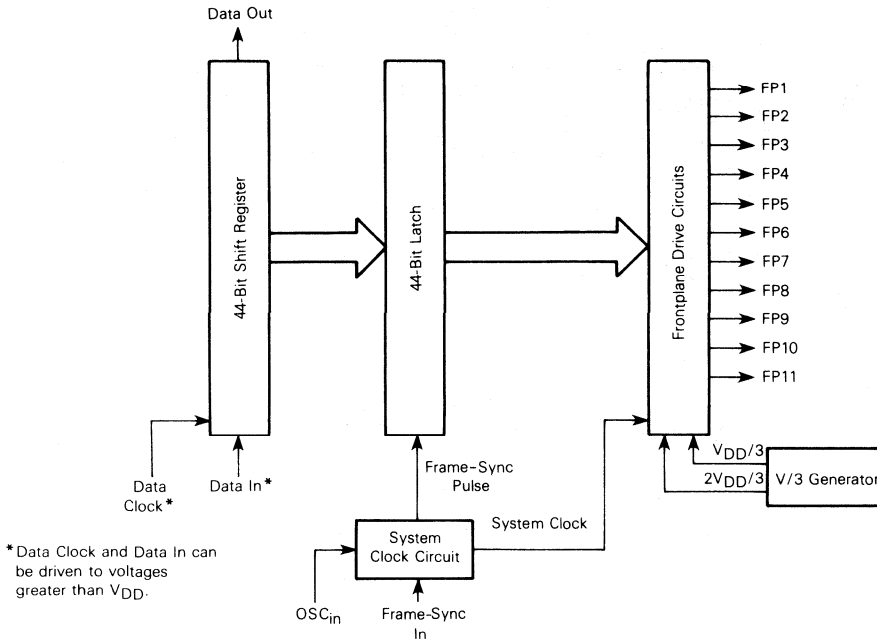 Data Out
44-Bit Shift Register
44-Bit Latch
Frontplane Drive Circuits
FP1
FP2
FP3
FP4
FP5
FP6
FP7
FP8
FP9
FP10
FP11
Data
Clock*
Data In*
Frame-Sync
Pulse
VDD/3
2VDD/3
V/3 Generator
System Clock
System
Clock Circuit
OSCin
Frame-Sync
In
*Data Clock and Data In can
be driven to voltages
greater than VDD.